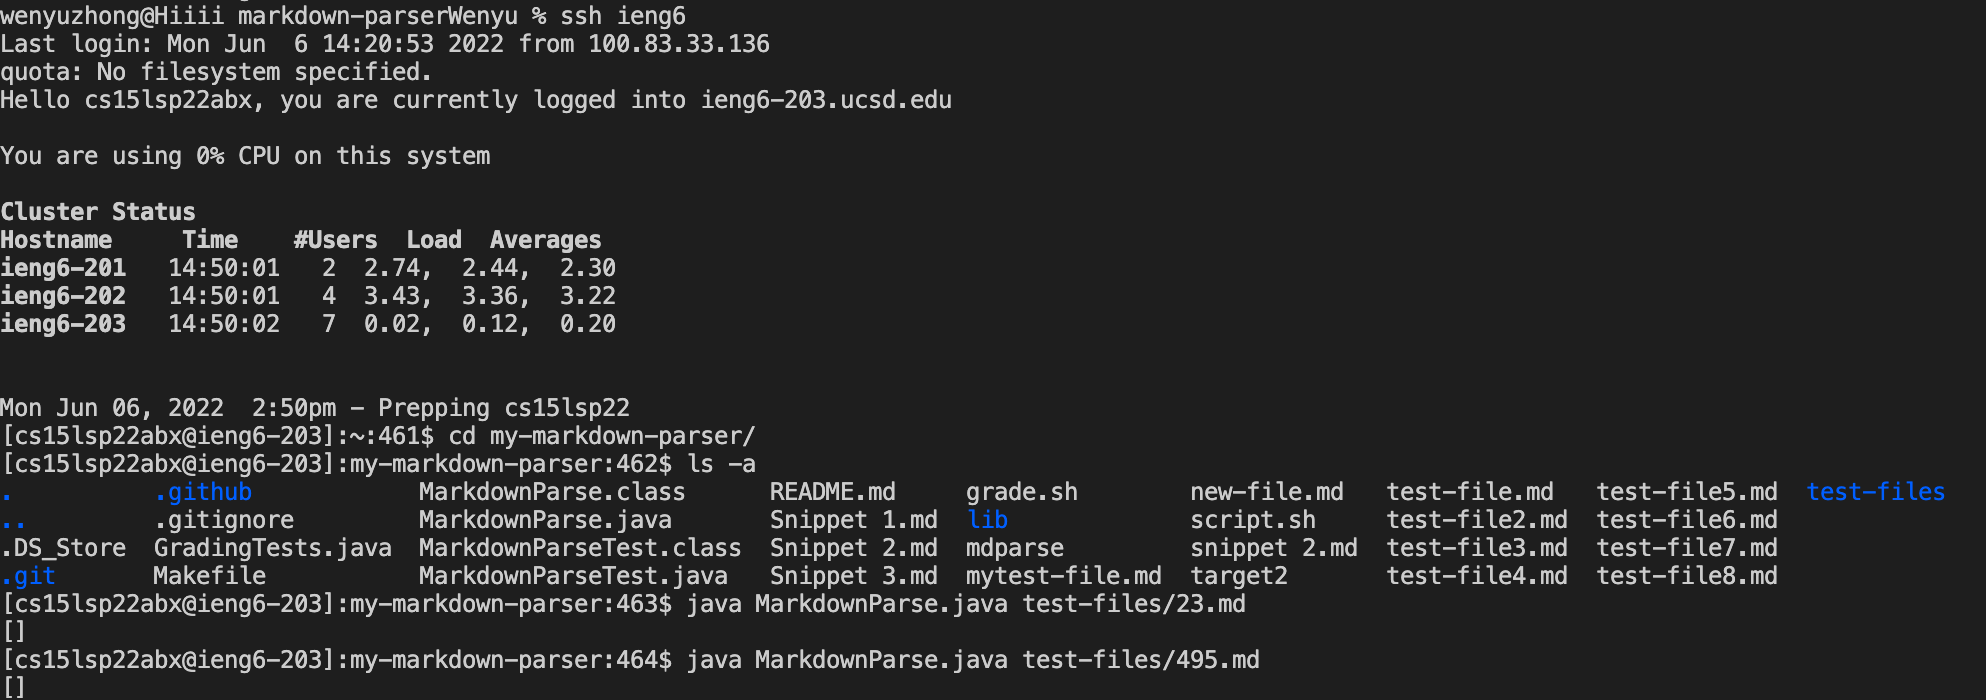 wenyuzhong@Hiiii markdown-parserWenyu % ssh ieng6
Last login: Mon Jun  6 14:20:53 2022 from 100.83.33.136
quota: No filesystem specified.
Hello cs15lsp22abx, you are currently logged into ieng6-203.ucsd.edu
You are using 0% CPU on this system
Cluster Status
Hostname     Time    #Users  Load  Averages
ieng6-201   14:50:01   2  2.74,  2.44,  2.30
ieng6-202   14:50:01   4  3.43,  3.36,  3.22
ieng6-203   14:50:02   7  0.02,  0.12,  0.20
Mon Jun 06, 2022  2:50pm - Prepping cs15lsp22
[cs15lsp22abx@ieng6-203]:~:461$ cd my-markdown-parser/
[cs15lsp22abx@ieng6-203]:my-markdown-parser:462$ ls -a
.          .github            MarkdownParse.class      README.md     grade.sh        new-file.md   test-file.md   test-file5.md  test-files
..         .gitignore         MarkdownParse.java       Snippet 1.md  lib             script.sh     test-file2.md  test-file6.md
.DS_Store  GradingTests.java  MarkdownParseTest.class  Snippet 2.md  mdparse         snippet 2.md  test-file3.md  test-file7.md
.git       Makefile           MarkdownParseTest.java   Snippet 3.md  mytest-file.md  target2       test-file4.md  test-file8.md
[cs15lsp22abx@ieng6-203]:my-markdown-parser:463$ java MarkdownParse.java test-files/23.md
[]
[cs15lsp22abx@ieng6-203]:my-markdown-parser:464$ java MarkdownParse.java test-files/495.md
[]